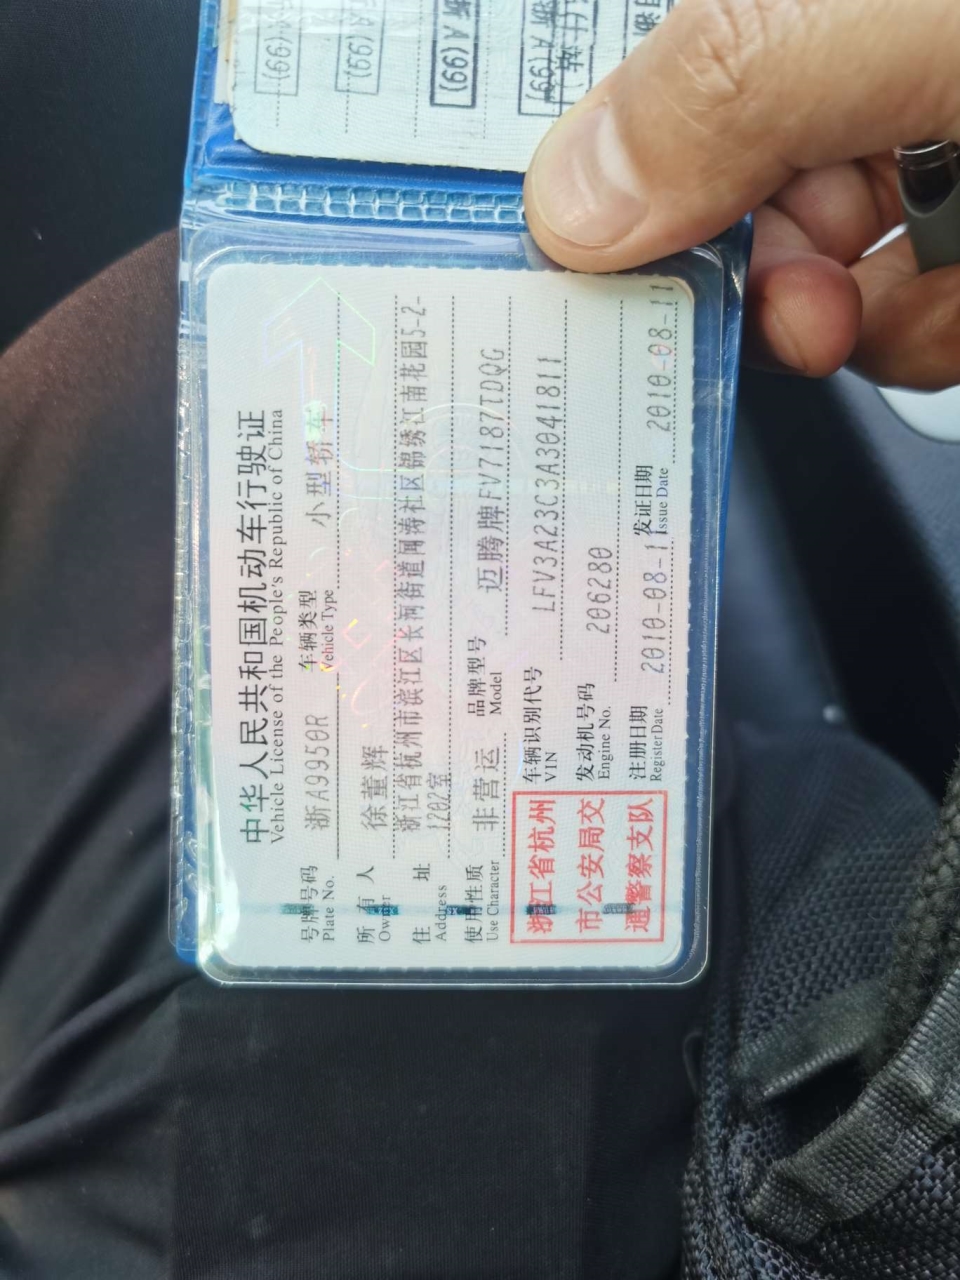 中华人民共和国机动车行驶证
Vehicle License of the People's Republic of China
号牌号码 浙A9950R 车辆类型 小型轿车
Plate No. Vehicle Type
所有人 徐董辉
Owner
住址 浙江省杭州市滨江区长河街道闻涛社区锦绣江南花园5-2-
Address 1202室
使用性质 非营运 品牌型号 迈腾牌FV7187TDQG
Use Character Model
浙江省杭州
市公安局交
通警察支队
车辆识别代号 LFV3A23C3A3041811
VIN
发动机号码 206280
Engine No.
注册日期 2010-08-11 发证日期 2010-08-11
Register Date Issue Date